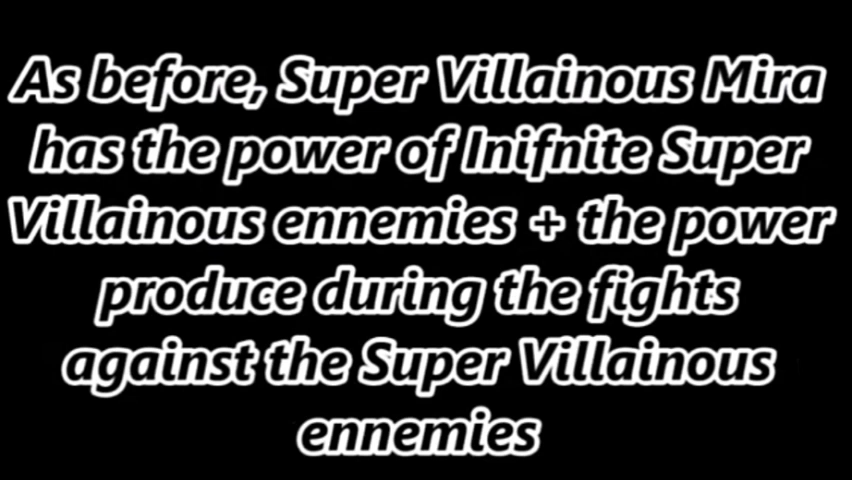 As before, Super Villainous Mira
has the power of Inifnite Super
Villainous ennemies + the power
produce during the fights
against the Super Villainous
ennemies